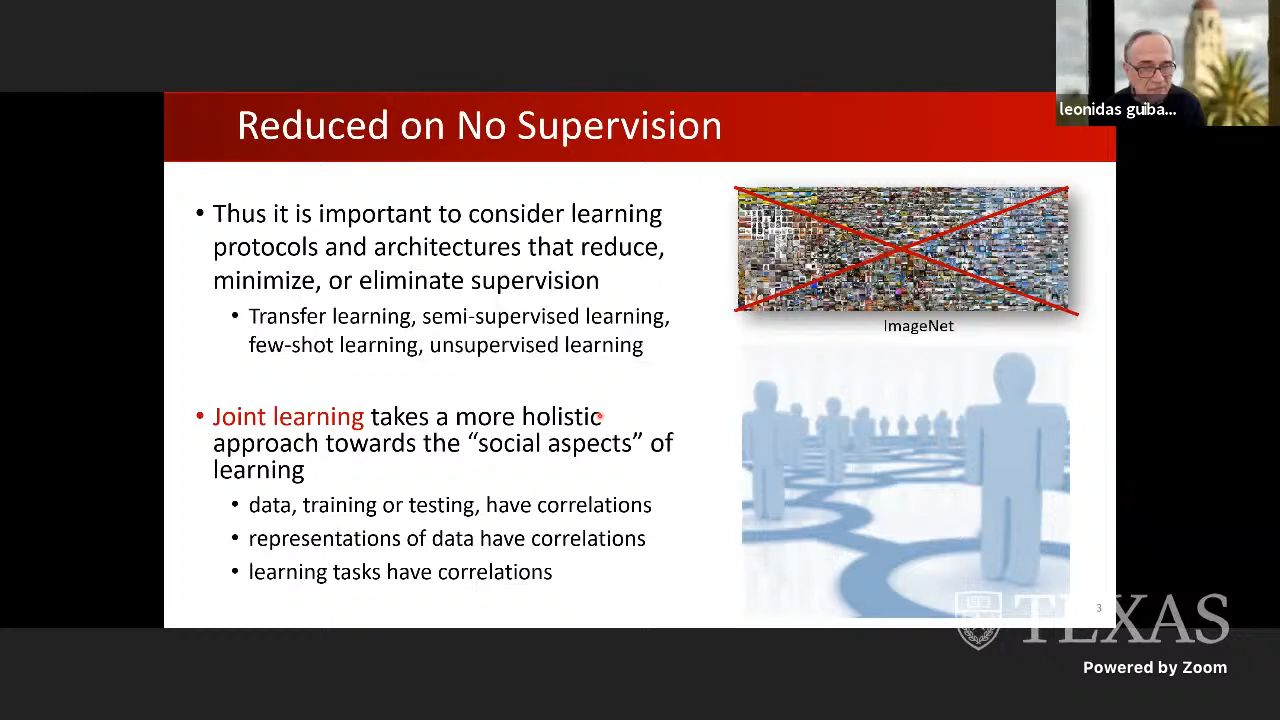 leonidas guiba...
Reduced on No Supervision
• Thus it is important to consider learning
protocols and architectures that reduce,
minimize, or eliminate supervision
• Transfer learning, semi-supervised learning,
few-shot learning, unsupervised learning
• Joint learning takes a more holistic
approach towards the “social aspects” of
learning
• data, training or testing, have correlations
• representations of data have correlations
• learning tasks have correlations
ImageNet
3
TEXAS
Powered by Zoom